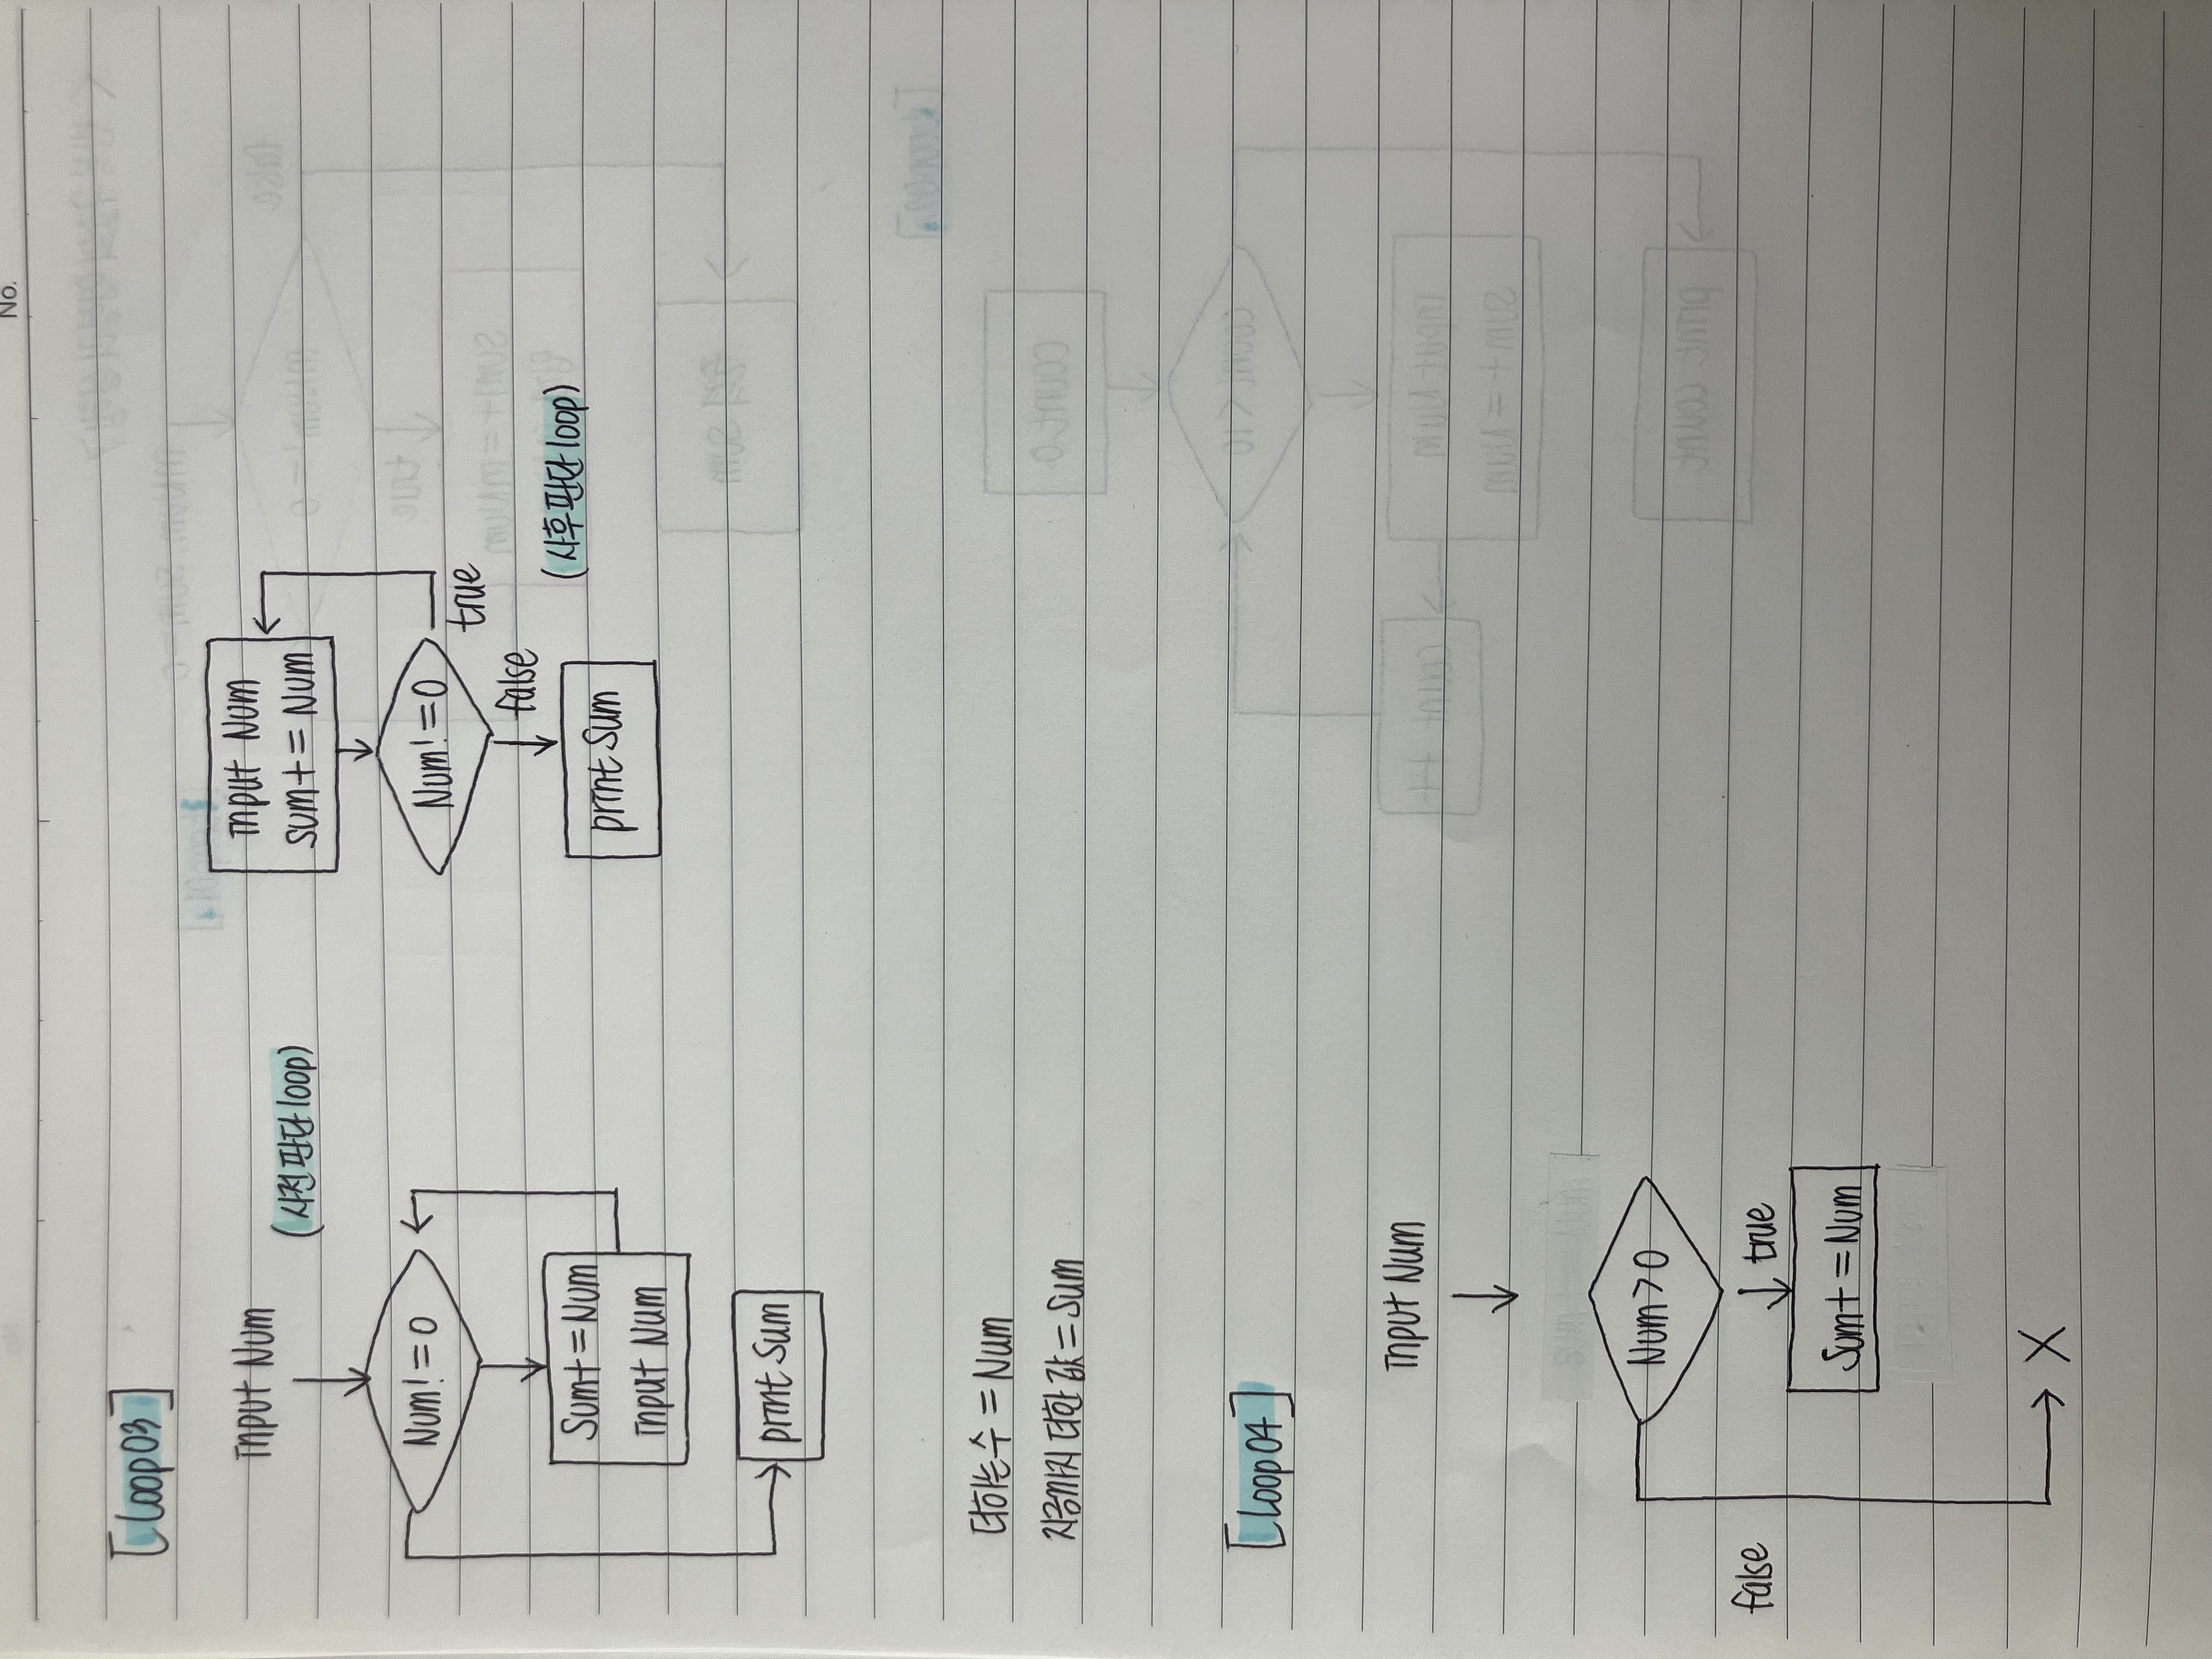 No.
[Loop03]
Input Num
(사전 판단 loop)
Num! = 0
Sum+ = Num
Input Num
print Sum
Input Num
sum+ = Num
Num! = 0
true
false
(사후 판단 loop)
print Sum
더하는 수 = Num
지금까지 더한 값 = Sum
[Loop04]
Input Num
Num > 0
false
true
Sum+ = Num
X